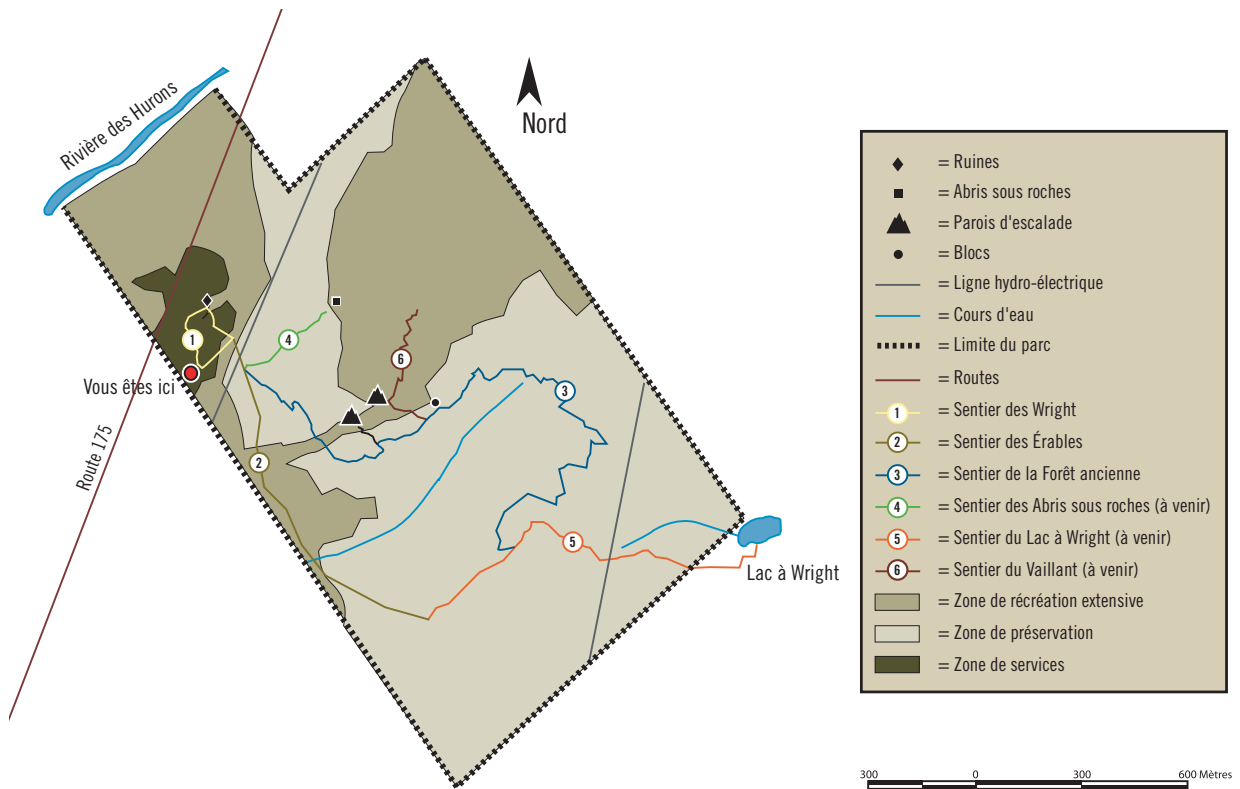 Rivière des Hurons
Nord
Vous êtes ici
Route 175
Lac à Wright
1
2
3
4
5
6
= Ruines
= Abris sous roches
= Parois d'escalade
= Blocs
= Ligne hydro-électrique
= Cours d'eau
= Limite du parc
= Routes
1 = Sentier des Wright
2 = Sentier des Érables
3 = Sentier de la Forêt ancienne
4 = Sentier des Abris sous roches (à venir)
5 = Sentier du Lac à Wright (à venir)
6 = Sentier du Vaillant (à venir)
= Zone de récréation extensive
= Zone de préservation
= Zone de services
300 0 300 600 Mètres